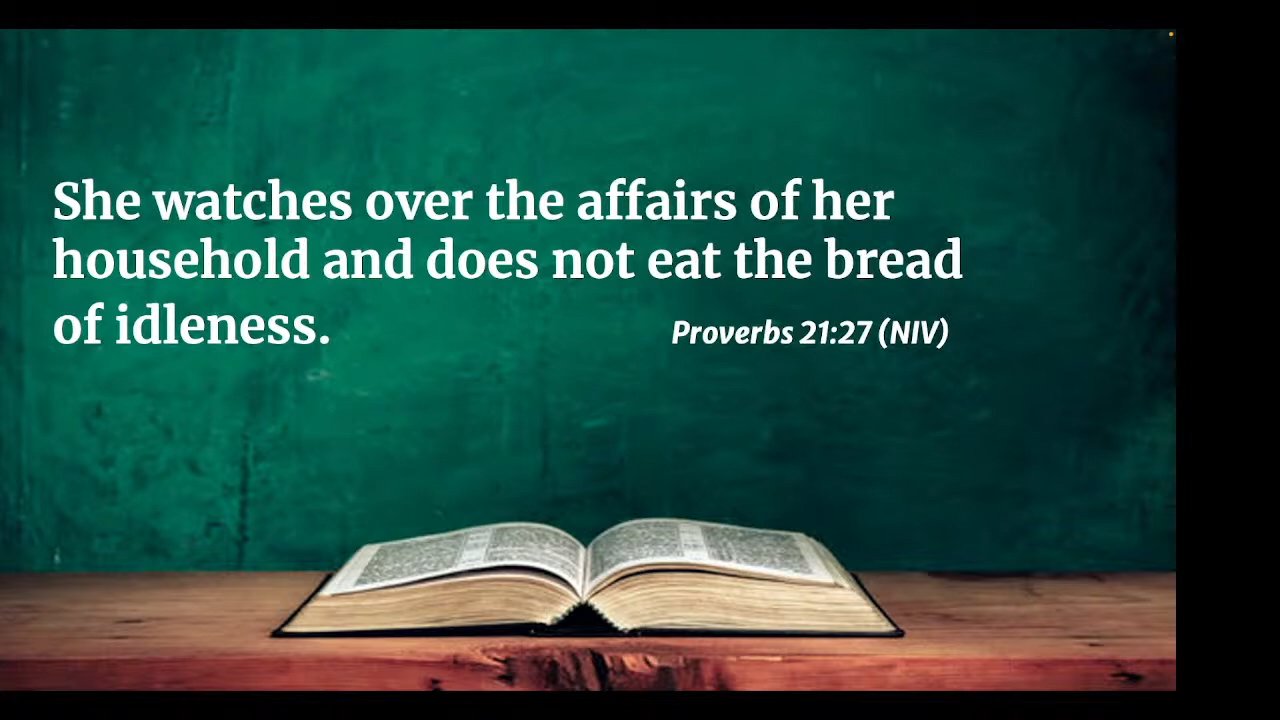 She watches over the affairs of her
household and does not eat the bread
of idleness. Proverbs 21:27 (NIV)